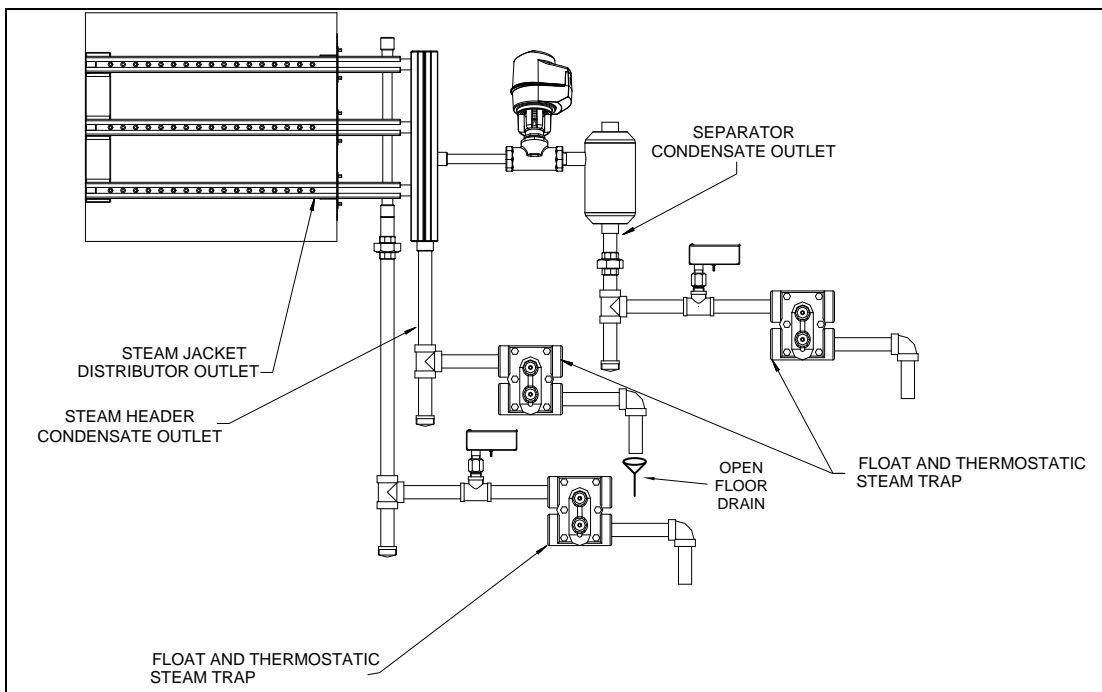 SEPARATOR
CONDENSATE OUTLET
STEAM JACKET
DISTRIBUTOR OUTLET
STEAM HEADER
CONDENSATE OUTLET
OPEN
FLOOR
DRAIN
FLOAT AND THERMOSTATIC
STEAM TRAP
FLOAT AND THERMOSTATIC
STEAM TRAP